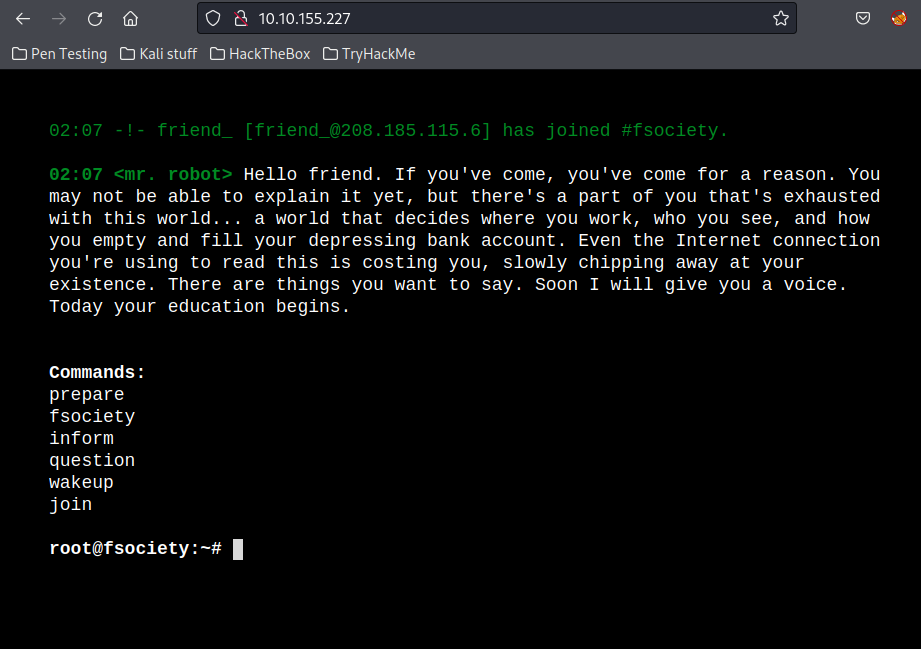 10.10.155.227
Pen Testing Kali stuff HackTheBox TryHackMe
02:07 -!- friend_ [friend_@208.185.115.6] has joined #fsociety.
02:07 <mr. robot> Hello friend. If you've come, you've come for a reason. You
may not be able to explain it yet, but there's a part of you that's exhausted
with this world... a world that decides where you work, who you see, and how
you empty and fill your depressing bank account. Even the Internet connection
you're using to read this is costing you, slowly chipping away at your
existence. There are things you want to say. Soon I will give you a voice.
Today your education begins.
Commands:
prepare
fsociety
inform
question
wakeup
join
root@fsociety:~#